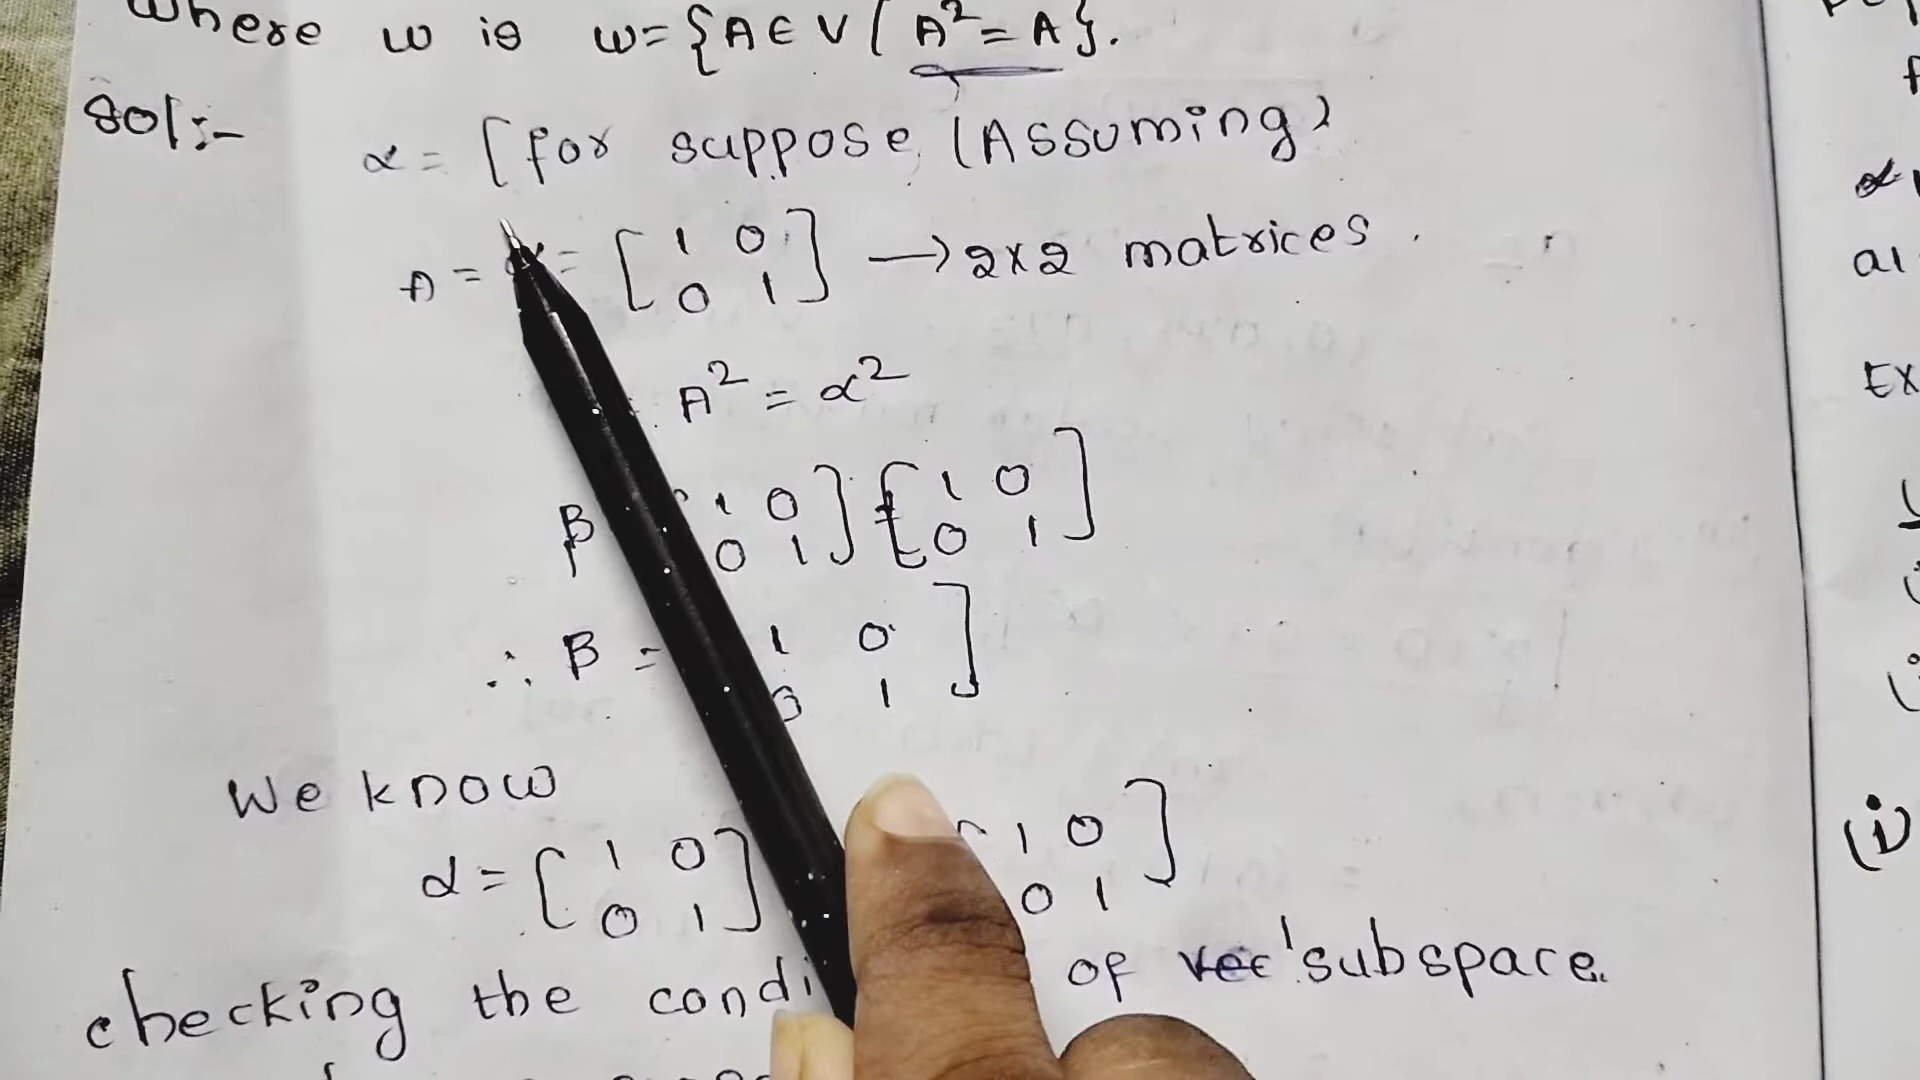 where w is w={A∈V/ A²=A}.
Sol:-
α = [for suppose (Assuming)
A = α = [1 0] → 2x2 matrices.
[0 1]
A² = α²
β [1 0] [1 0]
[0 1] [0 1]
∴ β = 1 0]
0 1]
We know
α = [1 0] [1 0]
[0 1] [0 1]
checking the condi of subspace.
al
Ex
(i)